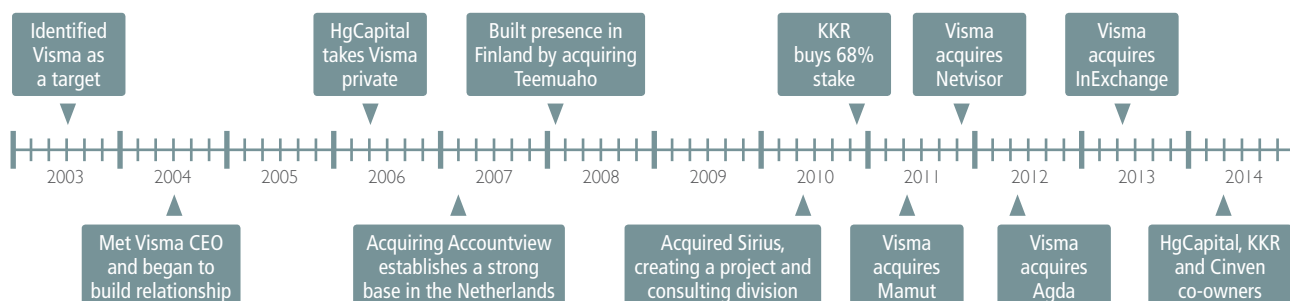 Identified
Visma as
a target
HgCapital
takes Visma
private
Built presence in
Finland by acquiring
Teemuaho
KKR
buys 68%
stake
Visma
acquires
Netvisor
Visma
acquires
InExchange
2003
2004
2005
2006
2007
2008
2009
2010
2011
2012
2013
2014
Met Visma CEO
and began to
build relationship
Acquiring Accountview
establishes a strong
base in the Netherlands
Acquired Sirius,
creating a project and
consulting division
Visma
acquires
Mamut
Visma
acquires
Agda
HgCapital, KKR
and Cinven
co-owners